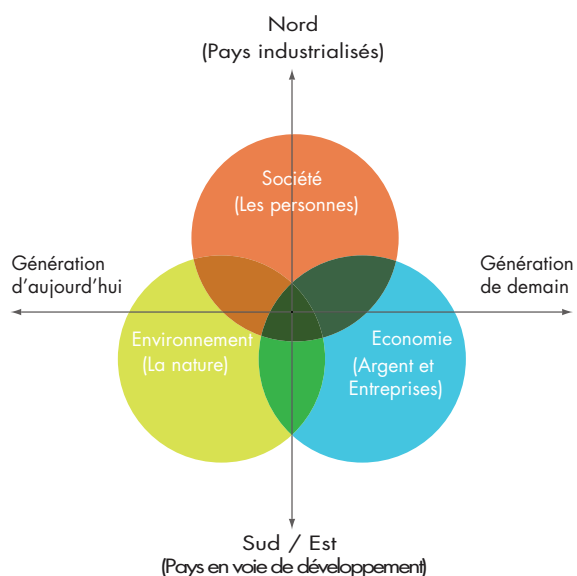 Nord
(Pays industrialisés)
Société
(Les personnes)
Génération
d'aujourd'hui
Génération
de demain
Environnement
(La nature)
Economie
(Argent et
Entreprises)
Sud / Est
(Pays en voie de développement)